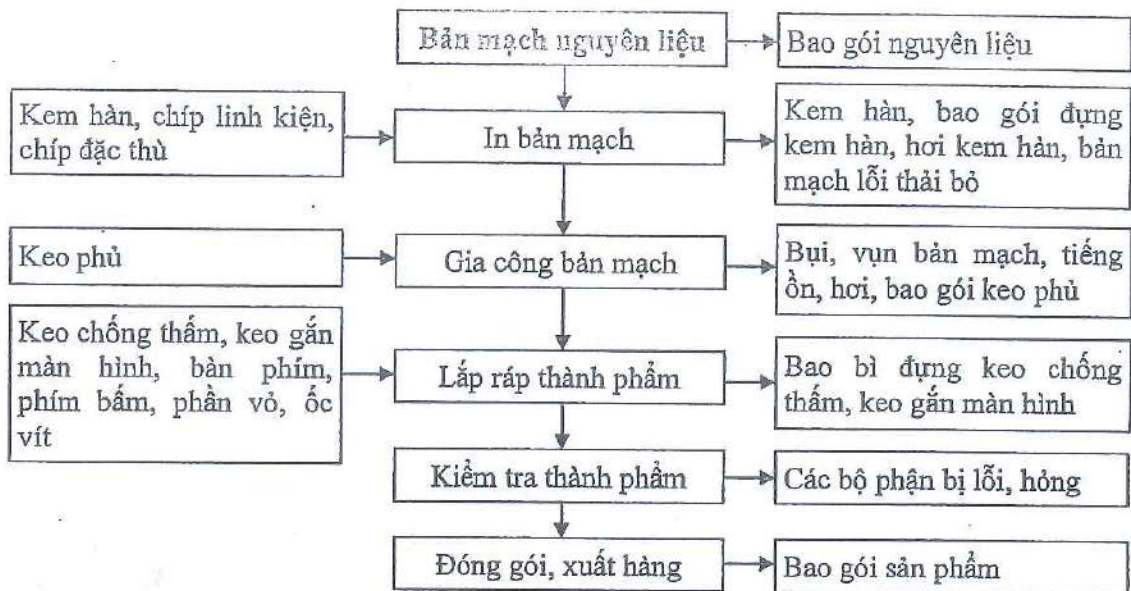 Bản mạch nguyên liệu
Bao gói nguyên liệu
Kem hàn, chíp linh kiện,
chíp đặc thù
In bản mạch
Kem hàn, bao gói đựng
kem hàn, hơi kem hàn, bản
mạch lỗi thải bỏ
Keo phủ
Gia công bản mạch
Bụi, vụn bản mạch, tiếng
ồn, hơi, bao gói keo phủ
Keo chống thấm, keo gắn
màn hình, bàn phím,
phím bấm, phần vỏ, ốc
vít
Lắp ráp thành phẩm
Bao bì đựng keo chống
thấm, keo gắn màn hình
Kiểm tra thành phẩm
Các bộ phận bị lỗi, hỏng
Đóng gói, xuất hàng
Bao gói sản phẩm